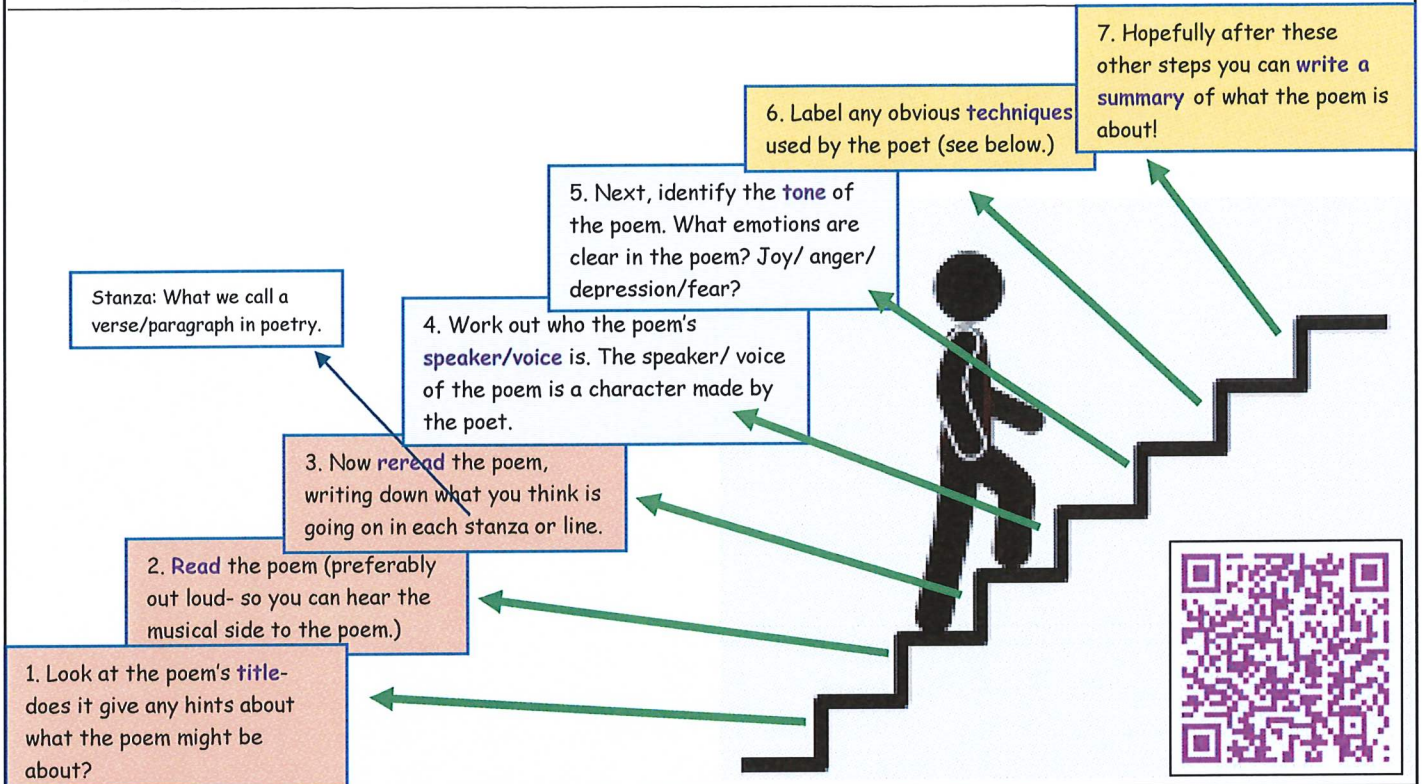 7. Hopefully after these
other steps you can write a
summary of what the poem is
about!
6. Label any obvious techniques
used by the poet (see below.)
5. Next, identify the tone of
the poem. What emotions are
clear in the poem? Joy/ anger/
depression/fear?
Stanza: What we call a
verse/paragraph in poetry.
4. Work out who the poem's
speaker/voice is. The speaker/ voice
of the poem is a character made by
the poet.
3. Now reread the poem,
writing down what you think is
going on in each stanza or line.
2. Read the poem (preferably
out loud- so you can hear the
musical side to the poem.)
1. Look at the poem's title-
does it give any hints about
what the poem might be
about?